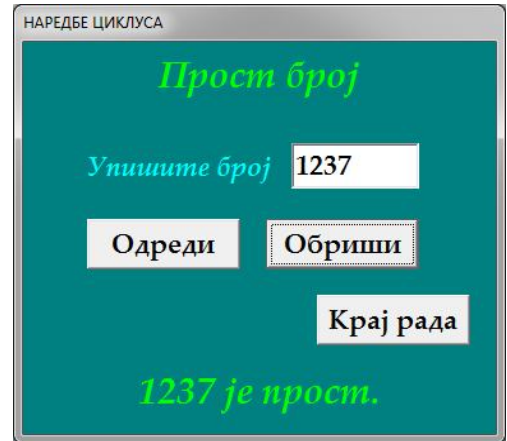 НАРЕДБЕ ЦИКЛУСА
Прост број
Упишите број 1237
Одреди Обриши
Крај рада
1237 је прост.